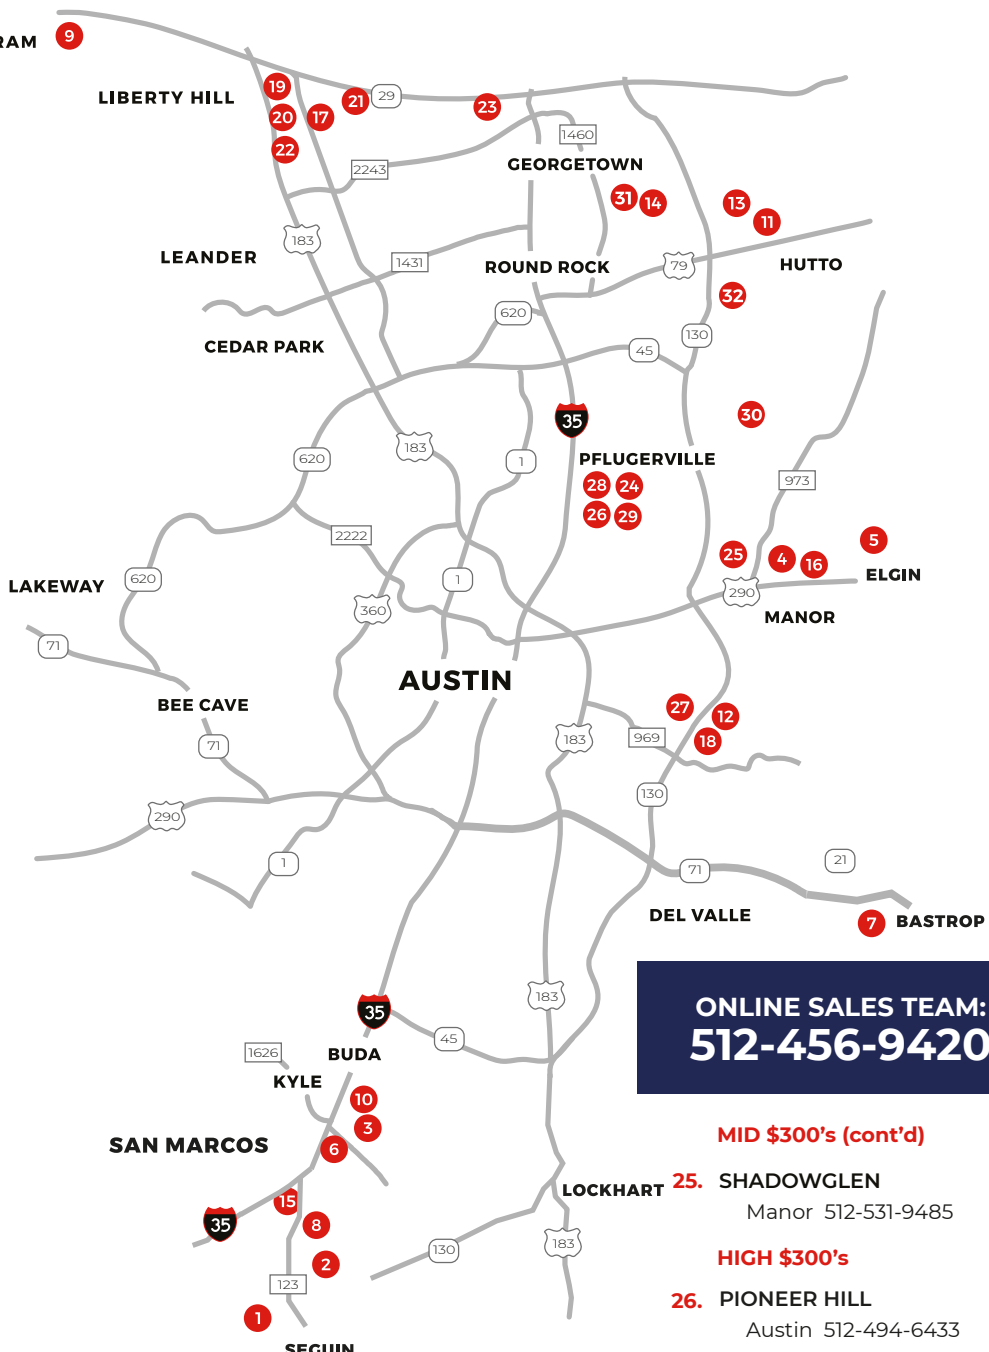 RAM 9
LIBERTY HILL 19 21 29 23
20 17
22 1460
2243 GEORGETOWN
31 14 13
11
183
LEANDER 1431 ROUND ROCK 79 HUTTO
32
620
CEDAR PARK 45 130
30
35
183
620 1 PFLUGERVILLE
28 24 973
26 29
2222 25 4 16 5
ELGIN
LAKEWAY 620 1 290
360 MANOR
71
AUSTIN
BEE CAVE 27 12
71 183 969 18
130
290
1 21
71
DEL VALLE 7 BASTROP
183
35
45
1626 BUDA
KYLE
10
3
SAN MARCOS 6
15
35 8
2
123
1
SEGUIN
LOCKHART
130 183
ONLINE SALES TEAM:
512-456-9420
MID $300's (cont'd)
25. SHADOWGLEN
Manor 512-531-9485
HIGH $300's
26. PIONEER HILL
Austin 512-494-6433